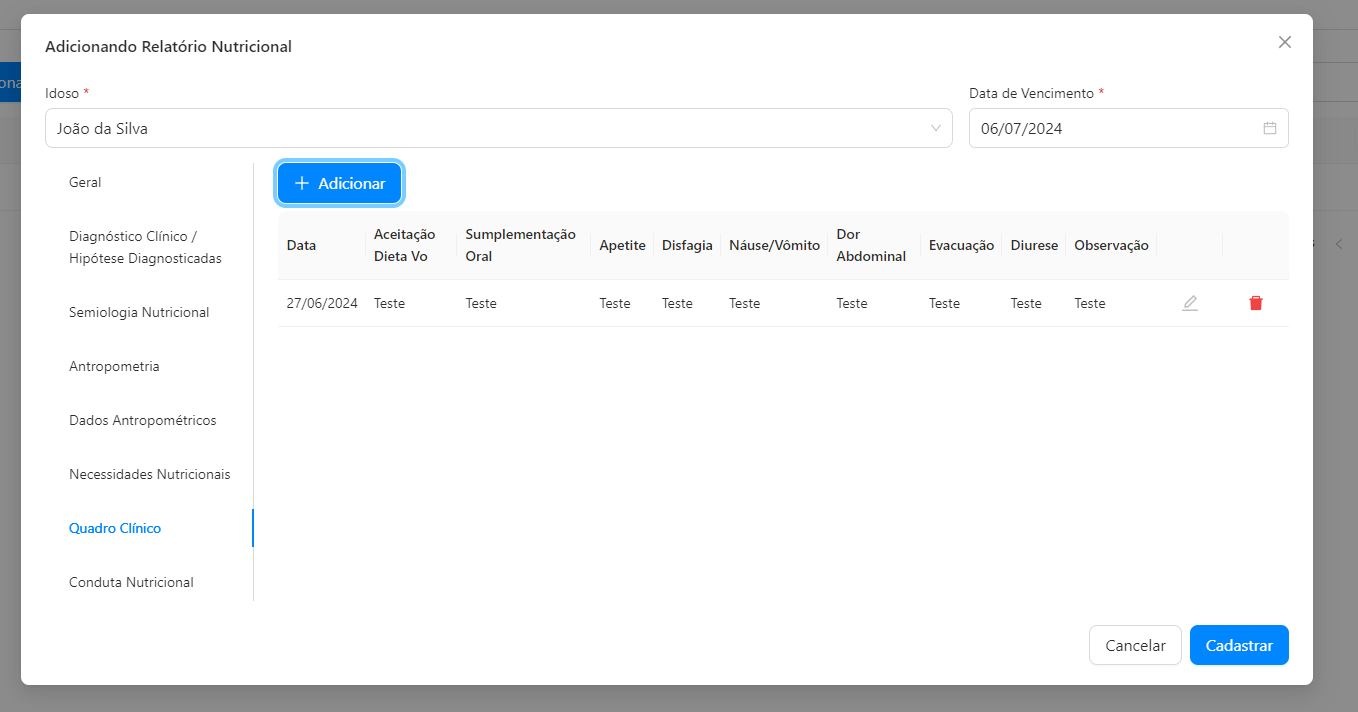 Adicionando Relatório Nutricional
Idoso *
Data de Vencimento *
João da Silva
06/07/2024
Geral
Diagnóstico Clínico /
Hipótese Diagnosticadas
Semiologia Nutricional
Antropometria
Dados Antropométricos
Necessidades Nutricionais
Quadro Clínico
Conduta Nutricional
Adicionar
Data
Aceitação
Dieta Vo
Sumplementação
Oral
Apetite
Disfagia
Náuse/Vômito
Dor
Abdominal
Evacuação
Diurese
Observação
27/06/2024 Teste Teste Teste Teste Teste Teste Teste Teste Teste
Cancelar
Cadastrar